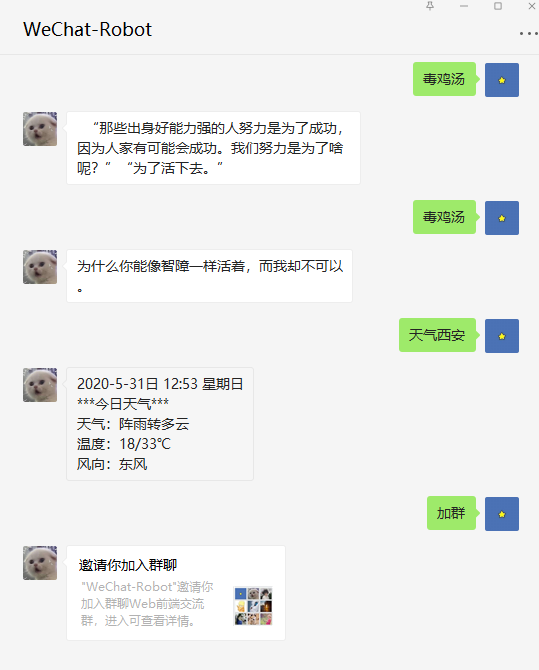 WeChat-Robot
毒鸡汤
“那些出身好能力强的人努力是为了成功，
因为人家有可能会成功。我们努力是为了啥
呢？”“为了活下去。”
毒鸡汤
为什么你能像智障一样活着，而我却不可以
。
天气西安
2020-5-31日 12:53 星期日
***今日天气***
天气：阵雨转多云
温度：18/33℃
风向：东风
加群
邀请你加入群聊
"WeChat-Robot"邀请你
加入群聊Web前端交流
群，进入可查看详情。